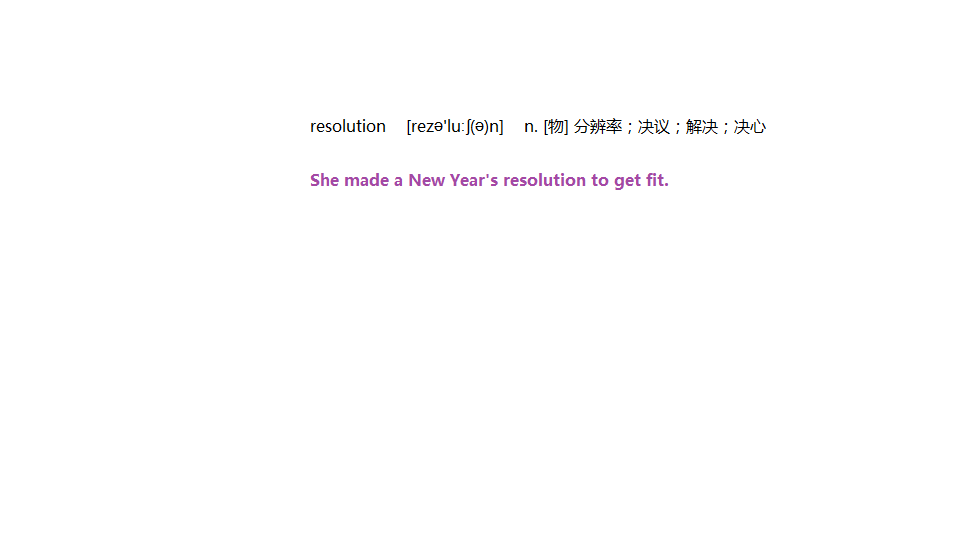 resolution [rezə'luːʃ(ə)n] n. [物] 分辨率；决议；解决；决心
She made a New Year's resolution to get fit.